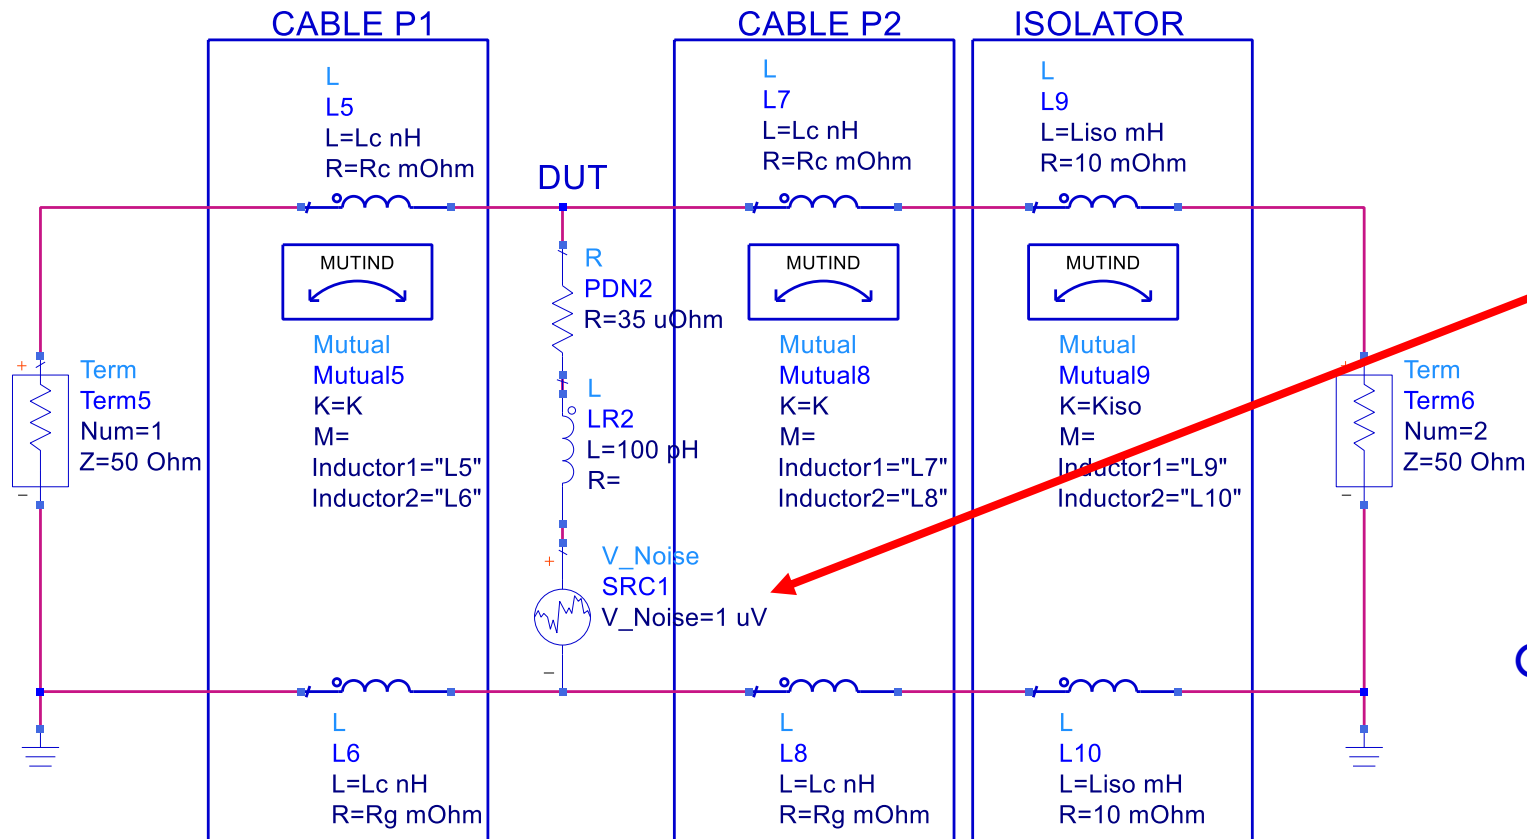 CABLE P1
CABLE P2
ISOLATOR
L
L5
L=Lc nH
R=Rc mOhm
L
L7
L=Lc nH
R=Rc mOhm
L
L9
L=Liso mH
R=10 mOhm
DUT
MUTIND
Mutual
Mutual5
K=K
M=
Inductor1="L5"
Inductor2="L6"
R
PDN2
R=35 uOhm
L
LR2
L=100 pH
R=
MUTIND
Mutual
Mutual8
K=K
M=
Inductor1="L7"
Inductor2="L8"
MUTIND
Mutual
Mutual9
K=Kiso
M=
Inductor1="L9"
Inductor2="L10"
+
Term
Term5
Num=1
Z=50 Ohm
−
+
Term
Term6
Num=2
Z=50 Ohm
−
+
V_Noise
SRC1
V_Noise=1 uV
−
L
L6
L=Lc nH
R=Rg mOhm
L
L8
L=Lc nH
R=Rg mOhm
L
L10
L=Liso mH
R=10 mOhm